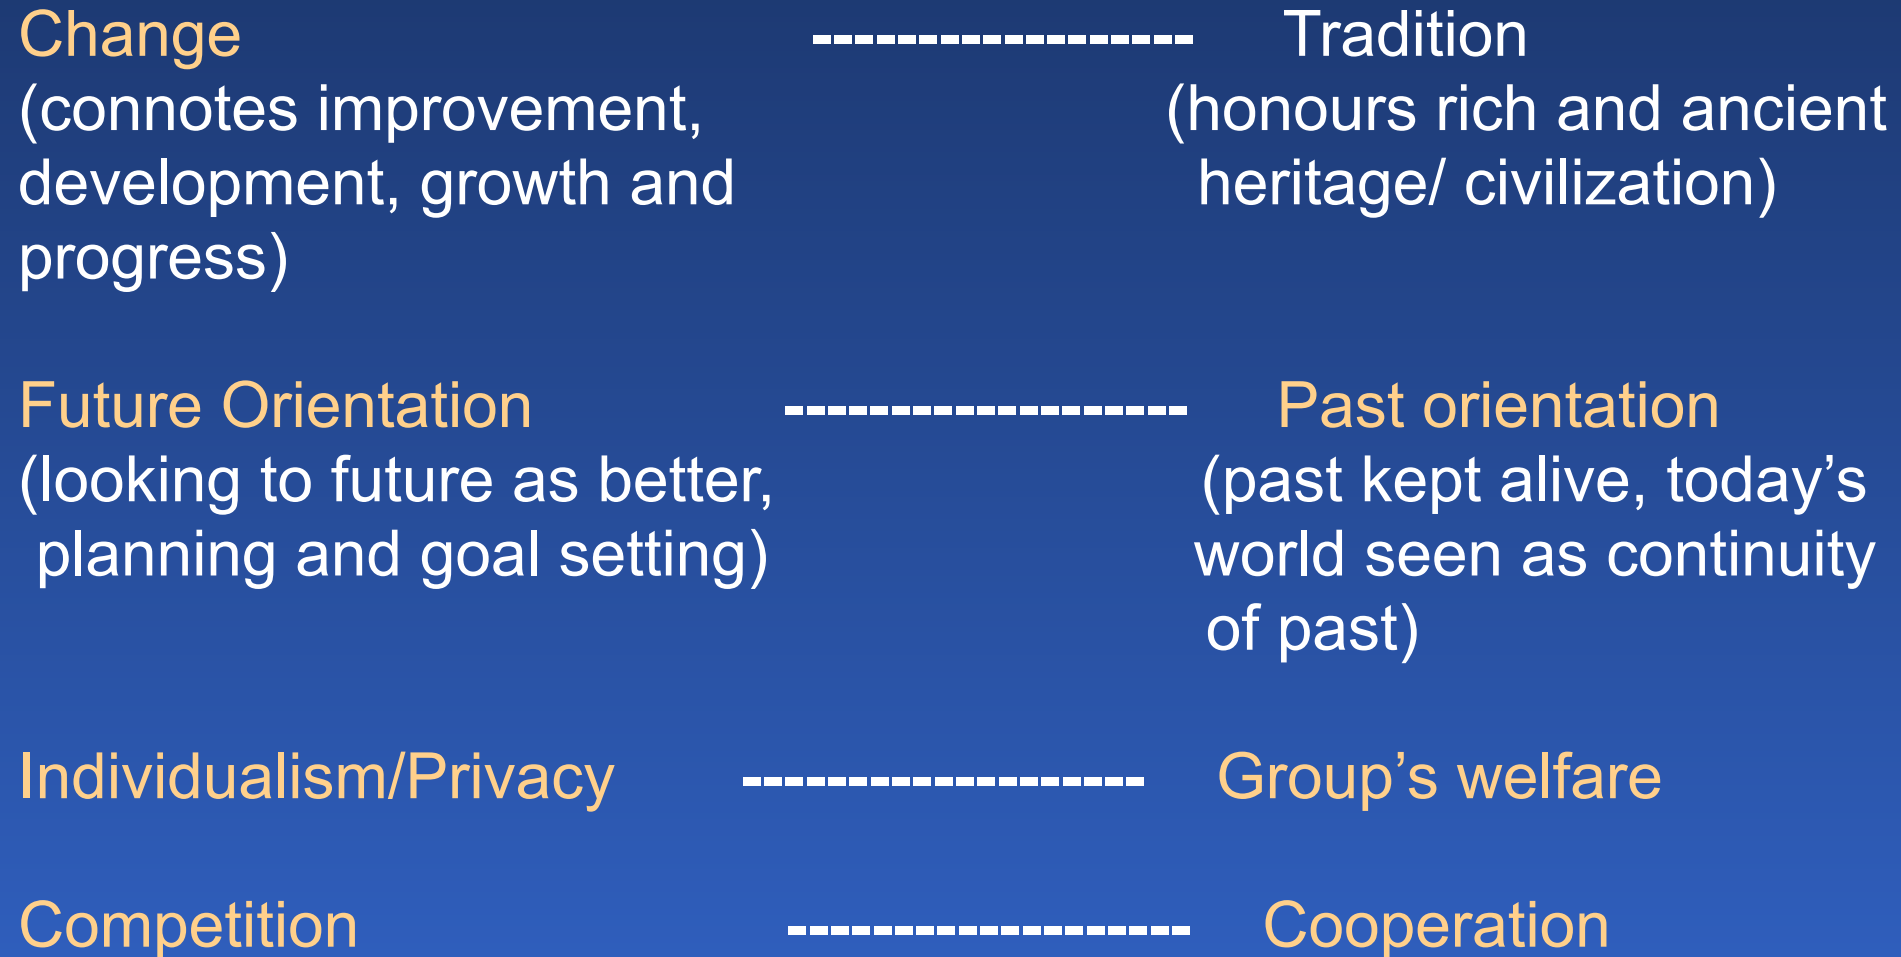 Change ------------------ Tradition
(connotes improvement, (honours rich and ancient
development, growth and heritage/ civilization)
progress)
Future Orientation ------------------- Past orientation
(looking to future as better, (past kept alive, today’s
planning and goal setting) world seen as continuity
of past)
Individualism/Privacy ------------------- Group’s welfare
Competition ------------------- Cooperation